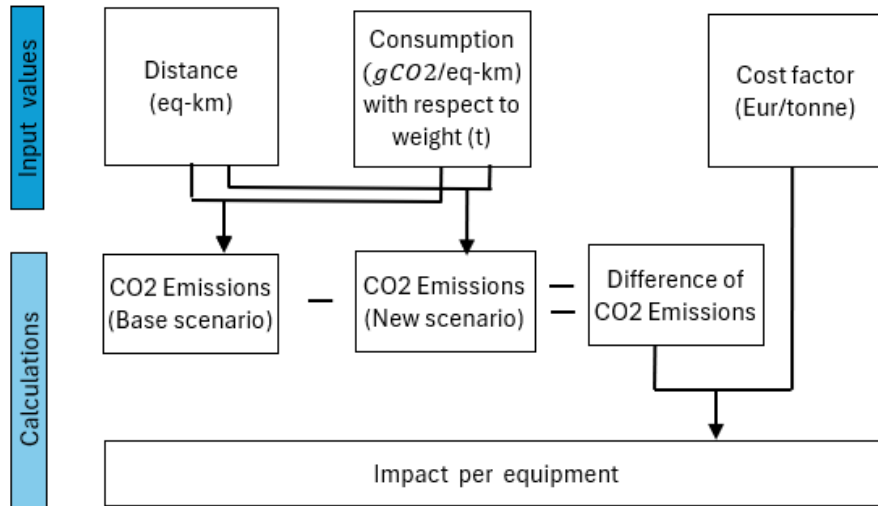 Input values
Distance
(eq-km)
Consumption
(gCO2/eq-km)
with respect to
weight (t)
Cost factor
(Eur/tonne)
Calculations
CO2 Emissions
(Base scenario)
–
CO2 Emissions
(New scenario)
=
Difference of
CO2 Emissions
Impact per equipment